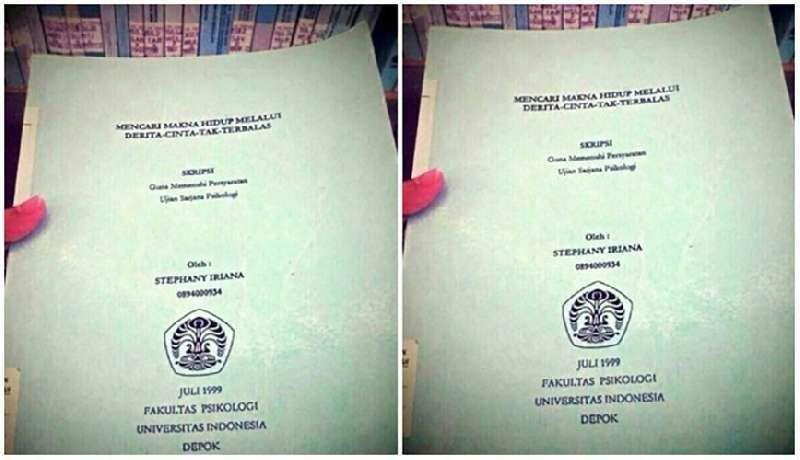 MENCARI MAKNA HIDUP MELALUI
DERITA-CINTA-TAK-TERBALAS
SKRIPSI
Guna Memenuhi Persyaratan
Ujian Sarjana Psikologi
Oleh :
STEPHANY IRIANA
0894000934
JULI 1999
FAKULTAS PSIKOLOGI
UNIVERSITAS INDONESIA
DEPOK
MENCARI MAKNA HIDUP MELALUI
DERITA-CINTA-TAK-TERBALAS
SKRIPSI
Guna Memenuhi Persyaratan
Ujian Sarjana Psikologi
Oleh :
STEPHANY IRIANA
0894000934
JULI 1999
FAKULTAS PSIKOLOGI
UNIVERSITAS INDONESIA
DEPOK